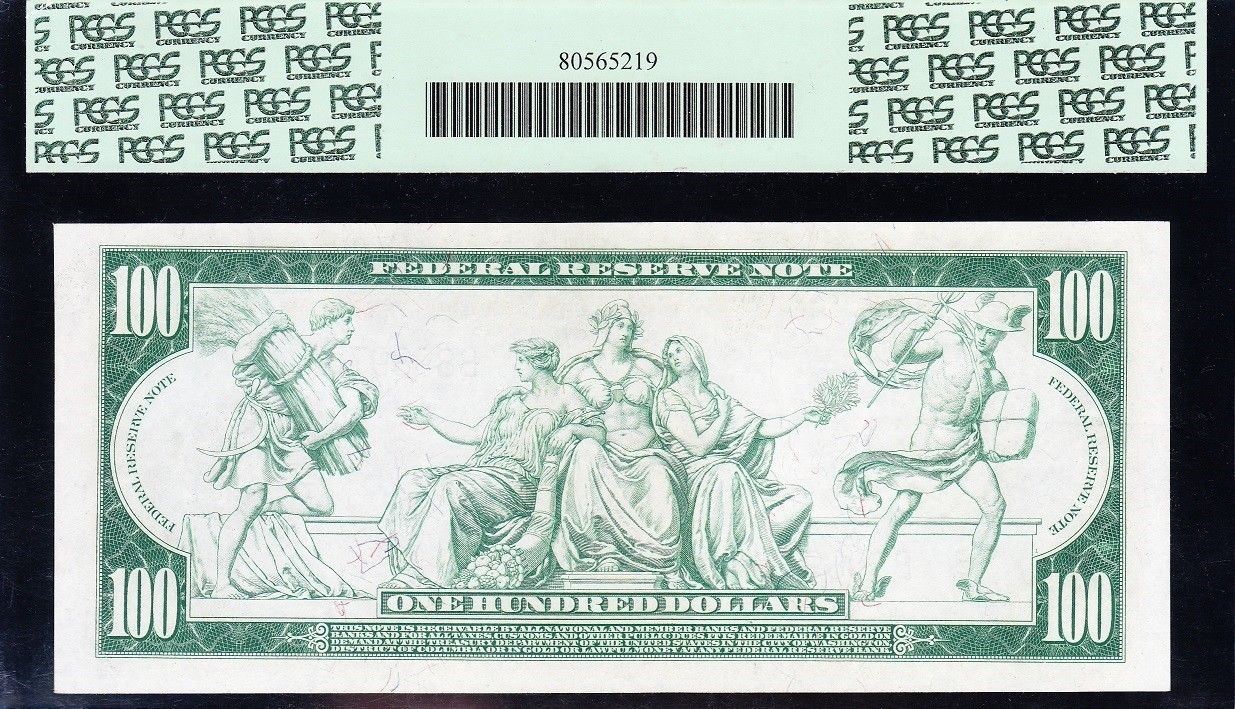 PCGS CURRENCY
80565219
FEDERAL RESERVE NOTE
100
100
FEDERAL RESERVE NOTE
FEDERAL RESERVE NOTE
100
100
ONE HUNDRED DOLLARS
THIS NOTE IS RECEIVABLE BY ALL NATIONAL AND MEMBER BANKS AND FEDERAL RESERVE
BANKS AND FOR ALL TAXES CUSTOMS AND OTHER PUBLIC DUES. IT IS REDEEMABLE IN GOLD ON
DEMAND AT THE TREASURY DEPARTMENT OF THE UNITED STATES IN THE CITY OF WASHINGTON,
DISTRICT OF COLUMBIA OR IN GOLD OR LAWFUL MONEY AT ANY FEDERAL RESERVE BANK.